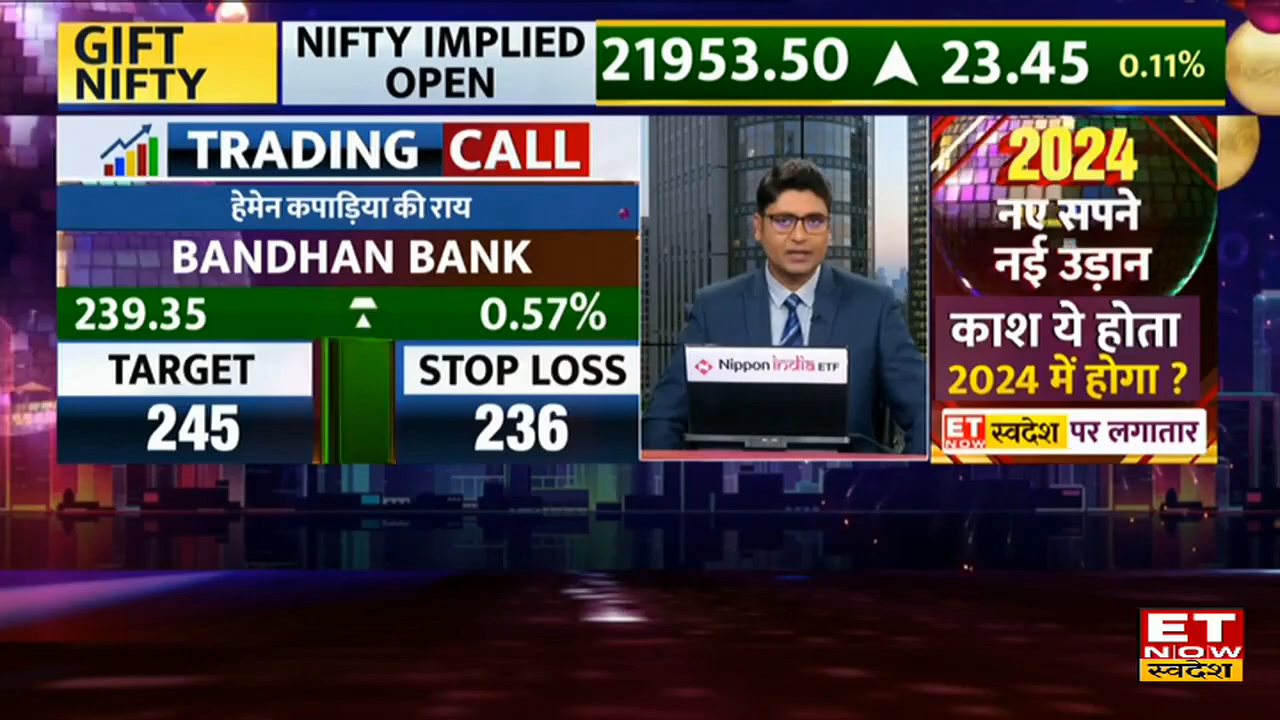 GIFT
NIFTY
NIFTY IMPLIED
OPEN
21953.50 23.45 0.11%
TRADING CALL
हेमेन कपाड़िया की राय
BANDHAN BANK
239.35 0.57%
TARGET STOP LOSS
245 236
Nippon india ETF
2024
नए सपने
नई उड़ान
काश ये होता
2024 में होगा ?
ET
NOW
स्वदेश पर लगातार
ET
NOW
स्वदेश